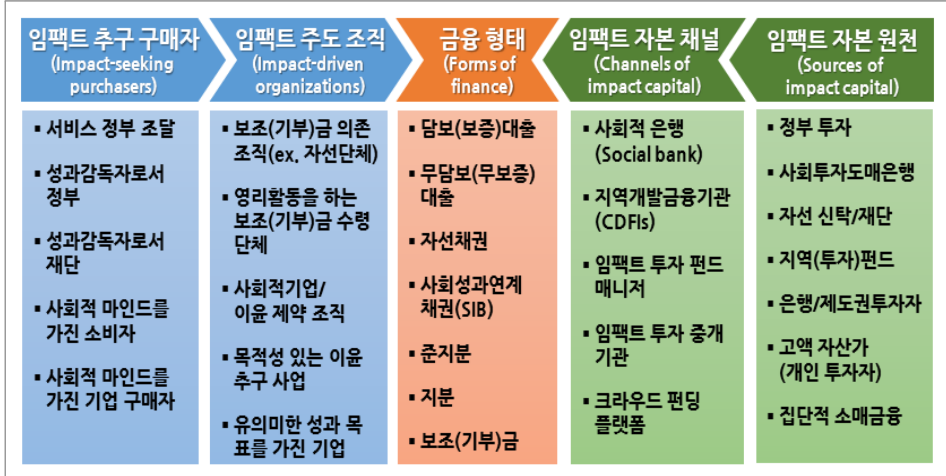 임팩트 추구 구매자
(Impact-seeking
purchasers)
▪ 서비스 정부 조달
▪ 성과감독자로서
정부
▪ 성과감독자로서
재단
▪ 사회적 마인드를
가진 소비자
▪ 사회적 마인드를
가진 기업 구매자
임팩트 주도 조직
(Impact-driven
organizations)
▪ 보조(기부)금 의존
조직(ex. 자선단체)
▪ 영리활동을 하는
보조(기부)금 수령
단체
▪ 사회적기업/
이윤 제약 조직
▪ 목적성 있는 이윤
추구 사업
▪ 유의미한 성과 목
표를 가진 기업
금융 형태
(Forms of
finance)
▪ 담보(보증)대출
▪ 무담보(무보증)
대출
▪ 자선채권
▪ 사회성과연계
채권(SIB)
▪ 준지분
▪ 지분
▪ 보조(기부)금
임팩트 자본 채널
(Channels of
impact capital)
▪ 사회적 은행
(Social bank)
▪ 지역개발금융기관
(CDFIs)
▪ 임팩트 투자 펀드
매니저
▪ 임팩트 투자 중개
기관
▪ 크라우드 펀딩
플랫폼
임팩트 자본 원천
(Sources of
impact capital)
▪ 정부 투자
▪ 사회투자도매은행
▪ 자선 신탁/재단
▪ 지역(투자)펀드
▪ 은행/제도권투자자
▪ 고액 자산가
(개인 투자자)
▪ 집단적 소매금융